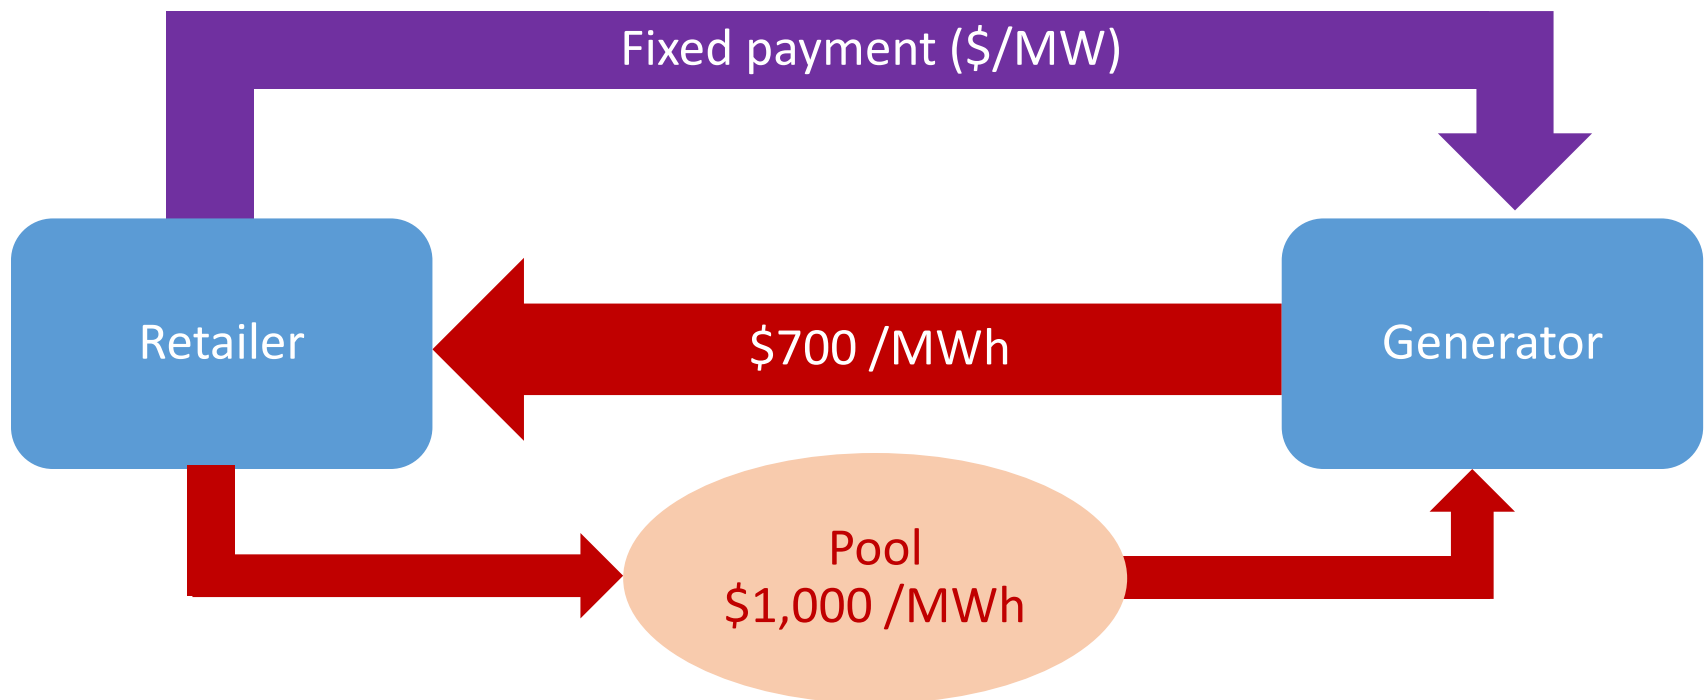 Fixed payment ($/MW)
Retailer
$700 /MWh
Generator
Pool
$1,000 /MWh